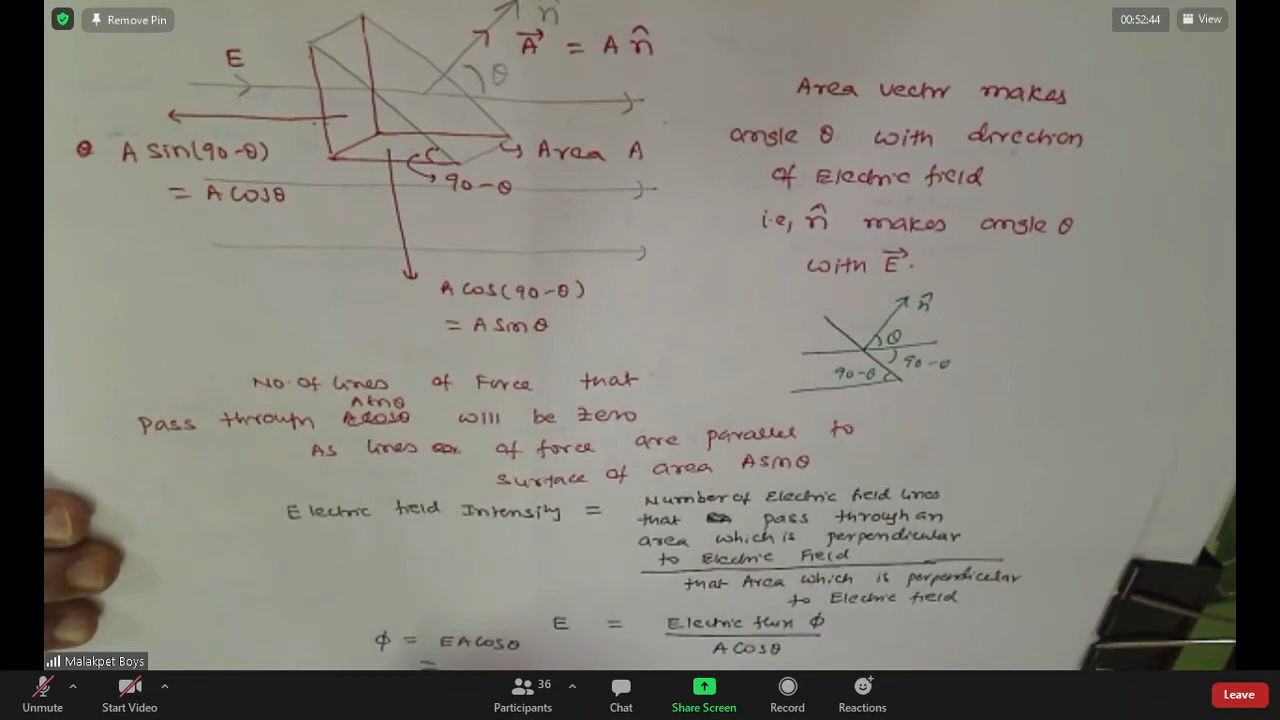 Remove Pin
00:52:44
View
n̂
A⃗ = A n̂
E
θ
A sin(90-θ)
= A cosθ
Area A
90-θ
A cos(90-θ)
= A sinθ
Area vector makes
angle θ with direction
of Electric field
i.e, n̂ makes angle θ
with E⃗.
n̂
θ
90-θ
90-θ
No. of lines of Force that
Asinθ
pass through Acosθ will be zero
As lines of force are parallel to
surface of area Asinθ
Electric field Intensity =
Number of Electric field lines
that pass through an
area which is perpendicular
to Electric Field
that Area which is perpendicular
to Electric field
E = Electric flux ϕ
A cosθ
ϕ = EA cosθ
=
Malakpet Boys
Unmute
Start Video
36
Participants
Chat
Share Screen
Record
Reactions
Leave